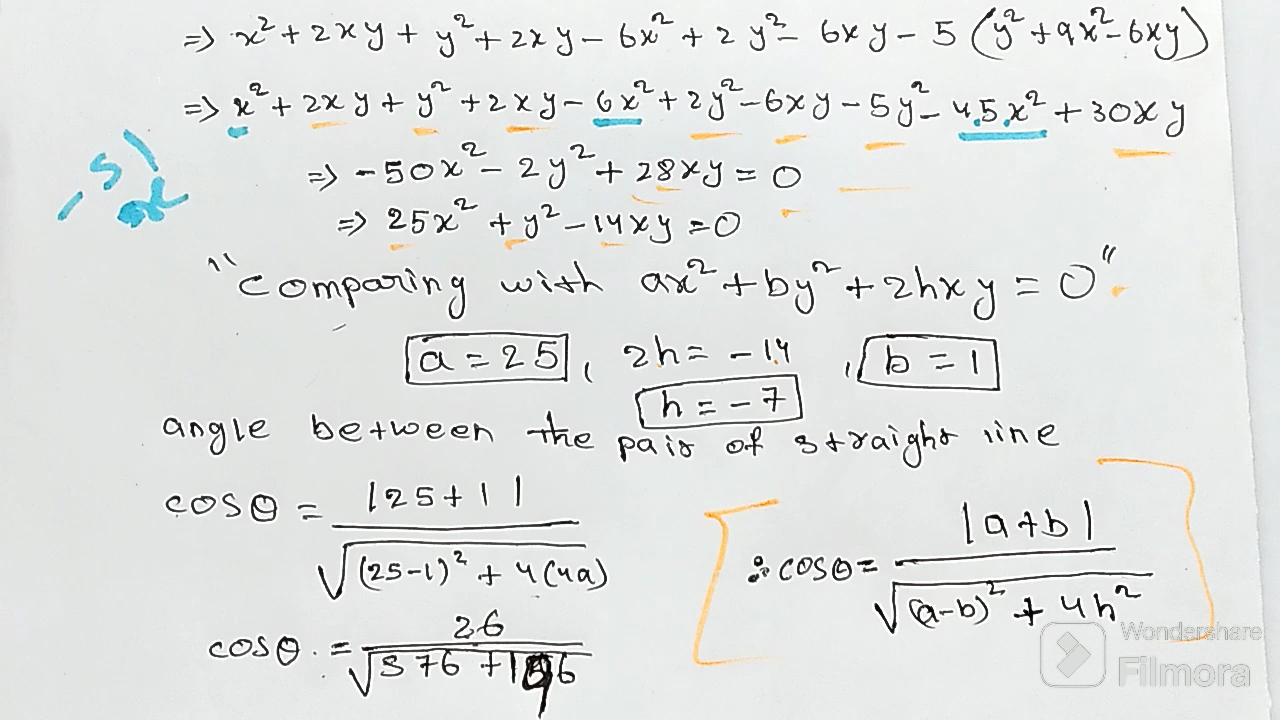 => x² + 2xy + y² + 2xy - 6x² + 2y² - 6xy - 5 (y² + 9x² - 6xy)
=> x² + 2xy + y² + 2xy - 6x² + 2y² - 6xy - 5y² - 45x² + 30xy
-5)
=> -50x² - 2y² + 28xy = 0
=> 25x² + y² - 14xy = 0
"Comparing with ax² + by² + 2hxy = 0"
a = 25, 2h = -14, b = 1
h = -7
angle between the pair of straight line
cosθ = |25+1| / √(25-1)² + 4(49)
∴ cosθ = |a+b| / √(a-b)² + 4h²
cosθ = 26 / √576 + 196
Wondershare
Filmora